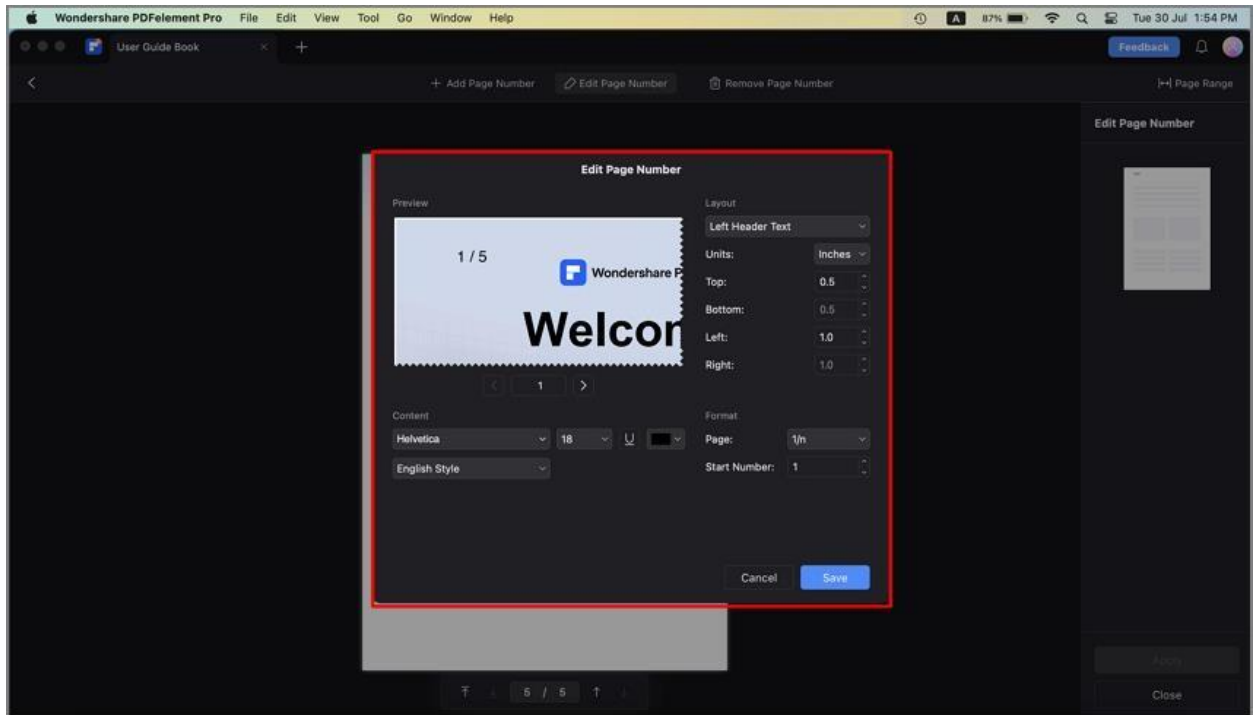 Wondershare PDFelement Pro File Edit View Tool Go Window Help A 87% Tue 30 Jul 1:54 PM
User Guide Book × + Feedback
+ Add Page Number Edit Page Number Remove Page Number Page Range
Edit Page Number
Edit Page Number
Preview
1 / 5
Wondershare P
Welcor
1
Layout
Left Header Text
Units: Inches
Top: 0.5
Bottom: 0.5
Left: 1.0
Right: 1.0
Content
Helvetica 18 U
English Style
Format
Page: 1/n
Start Number: 1
Cancel Save
5 / 5
Apply
Close